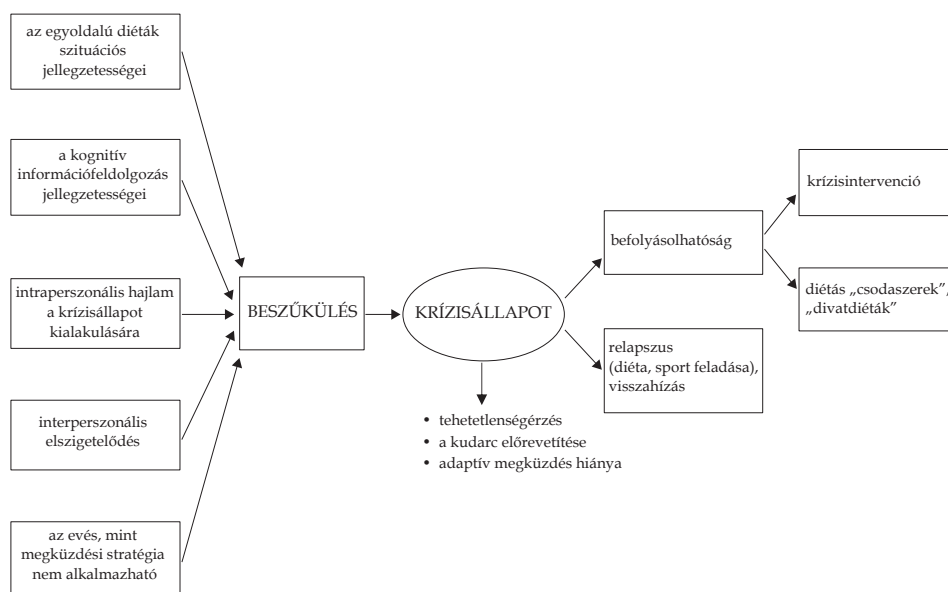 az egyoldalú diéták
szituációs
jellegzetességei
a kognitív
információfeldolgozás
jellegzetességei
intraperszonális hajlam
a krízisállapot
kialakulására
interperszonális
elszigetelődés
az evés, mint
megküzdési stratégia
nem alkalmazható
BESZŰKÜLÉS
KRÍZISÁLLAPOT
• tehetetlenségérzés
• a kudarc előrevetítése
• adaptív megküzdés hiánya
befolyásolhatóság
relapszus
(diéta, sport feladása),
visszahízás
krízisintervenció
diétás „csodaszerek”,
„divatdiéták”